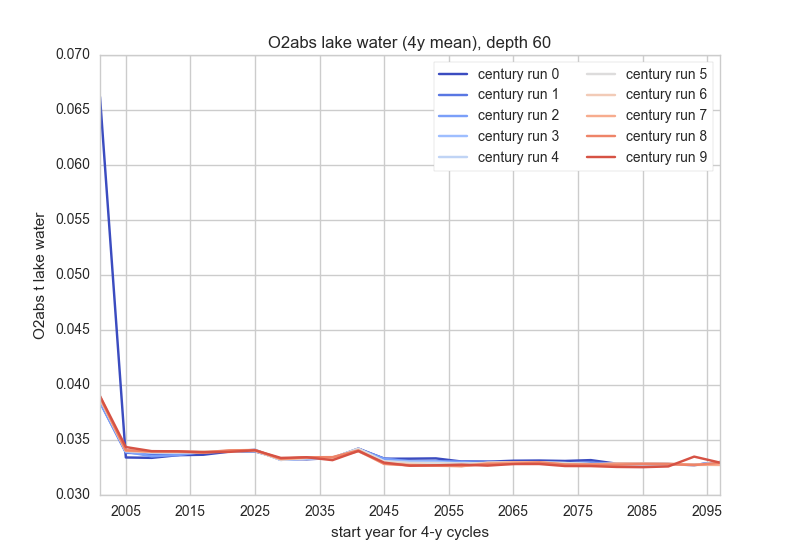 O2abs lake water (4y mean), depth 60
0.070
0.065
0.060
0.055
0.050
0.045
0.040
0.035
0.030
O2abs t lake water
century run 0
century run 1
century run 2
century run 3
century run 4
century run 5
century run 6
century run 7
century run 8
century run 9
2005 2015 2025 2035 2045 2055 2065 2075 2085 2095
start year for 4-y cycles